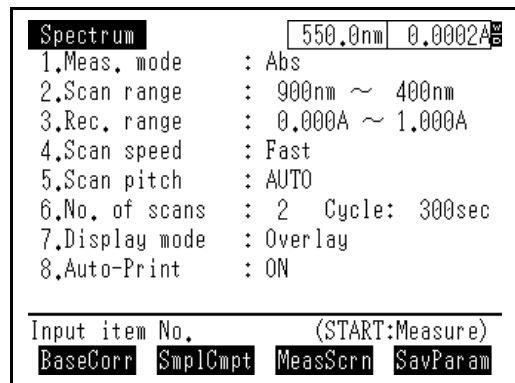 Spectrum 550.0nm 0.0002A WD
1.Meas. mode : Abs
2.Scan range : 900nm ~ 400nm
3.Rec. range : 0.000A ~ 1.000A
4.Scan speed : Fast
5.Scan pitch : AUTO
6.No. of scans : 2 Cycle: 300sec
7.Display mode : Overlay
8.Auto-Print : ON
Input item No. (START:Measure)
BaseCorr SmplCmpt MeasScrn SavParam